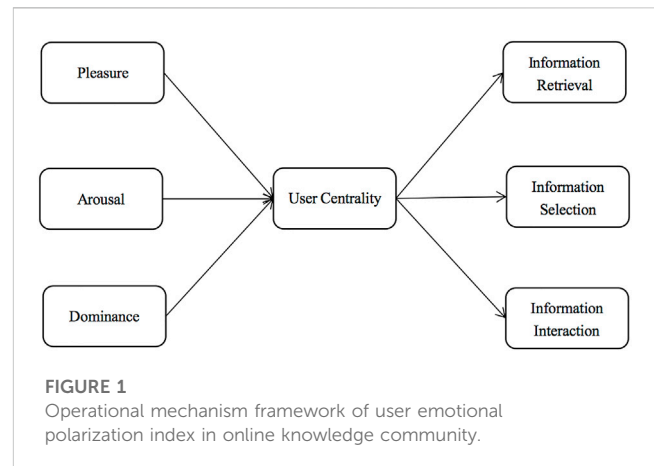 Pleasure
Arousal
Dominance
User Centrality
Information
Retrieval
Information
Selection
Information
Interaction
FIGURE 1
Operational mechanism framework of user emotional
polarization index in online knowledge community.